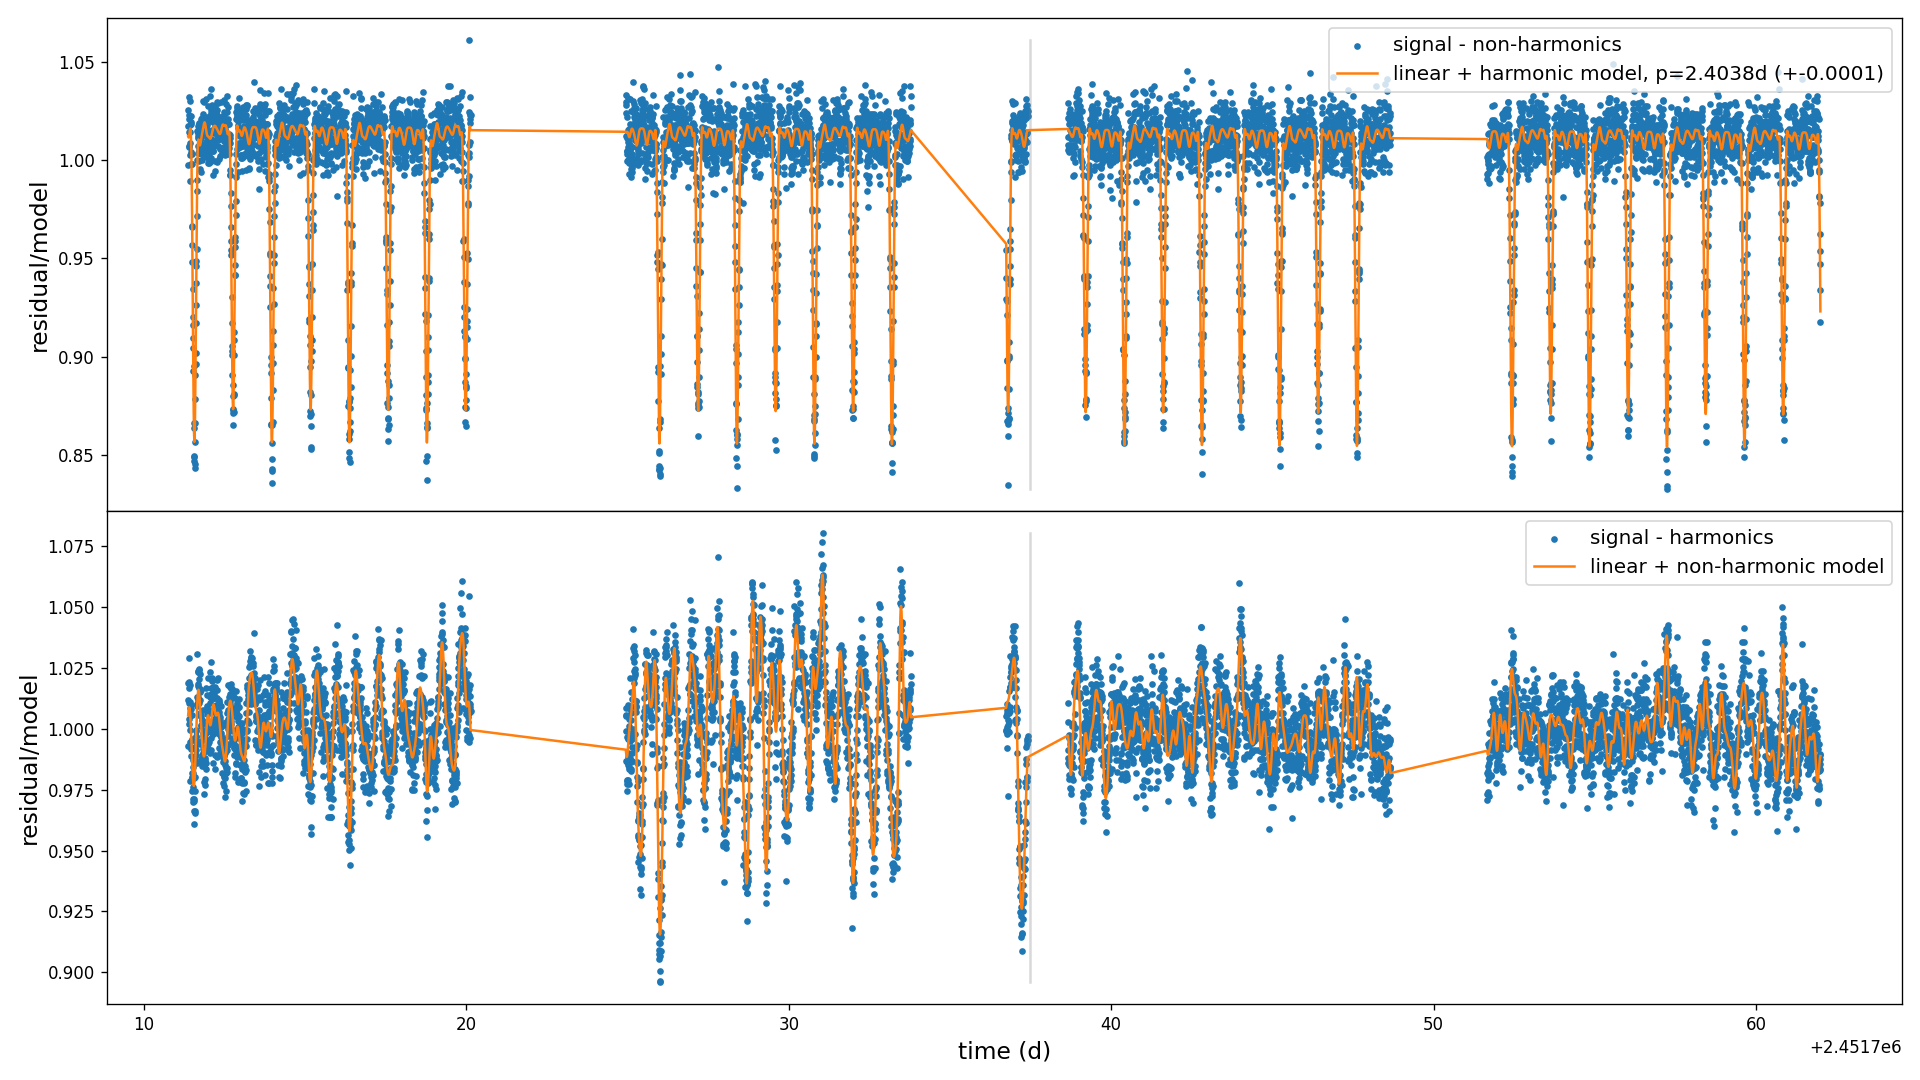 signal - non-harmonics
linear + harmonic model, p=2.4038d (+-0.0001)
1.05
1.00
0.95
0.90
0.85
residual/model
signal - harmonics
linear + non-harmonic model
1.075
1.050
1.025
1.000
0.975
0.950
0.925
0.900
residual/model
10 20 30 40 50 60
time (d)
+2.4517e6